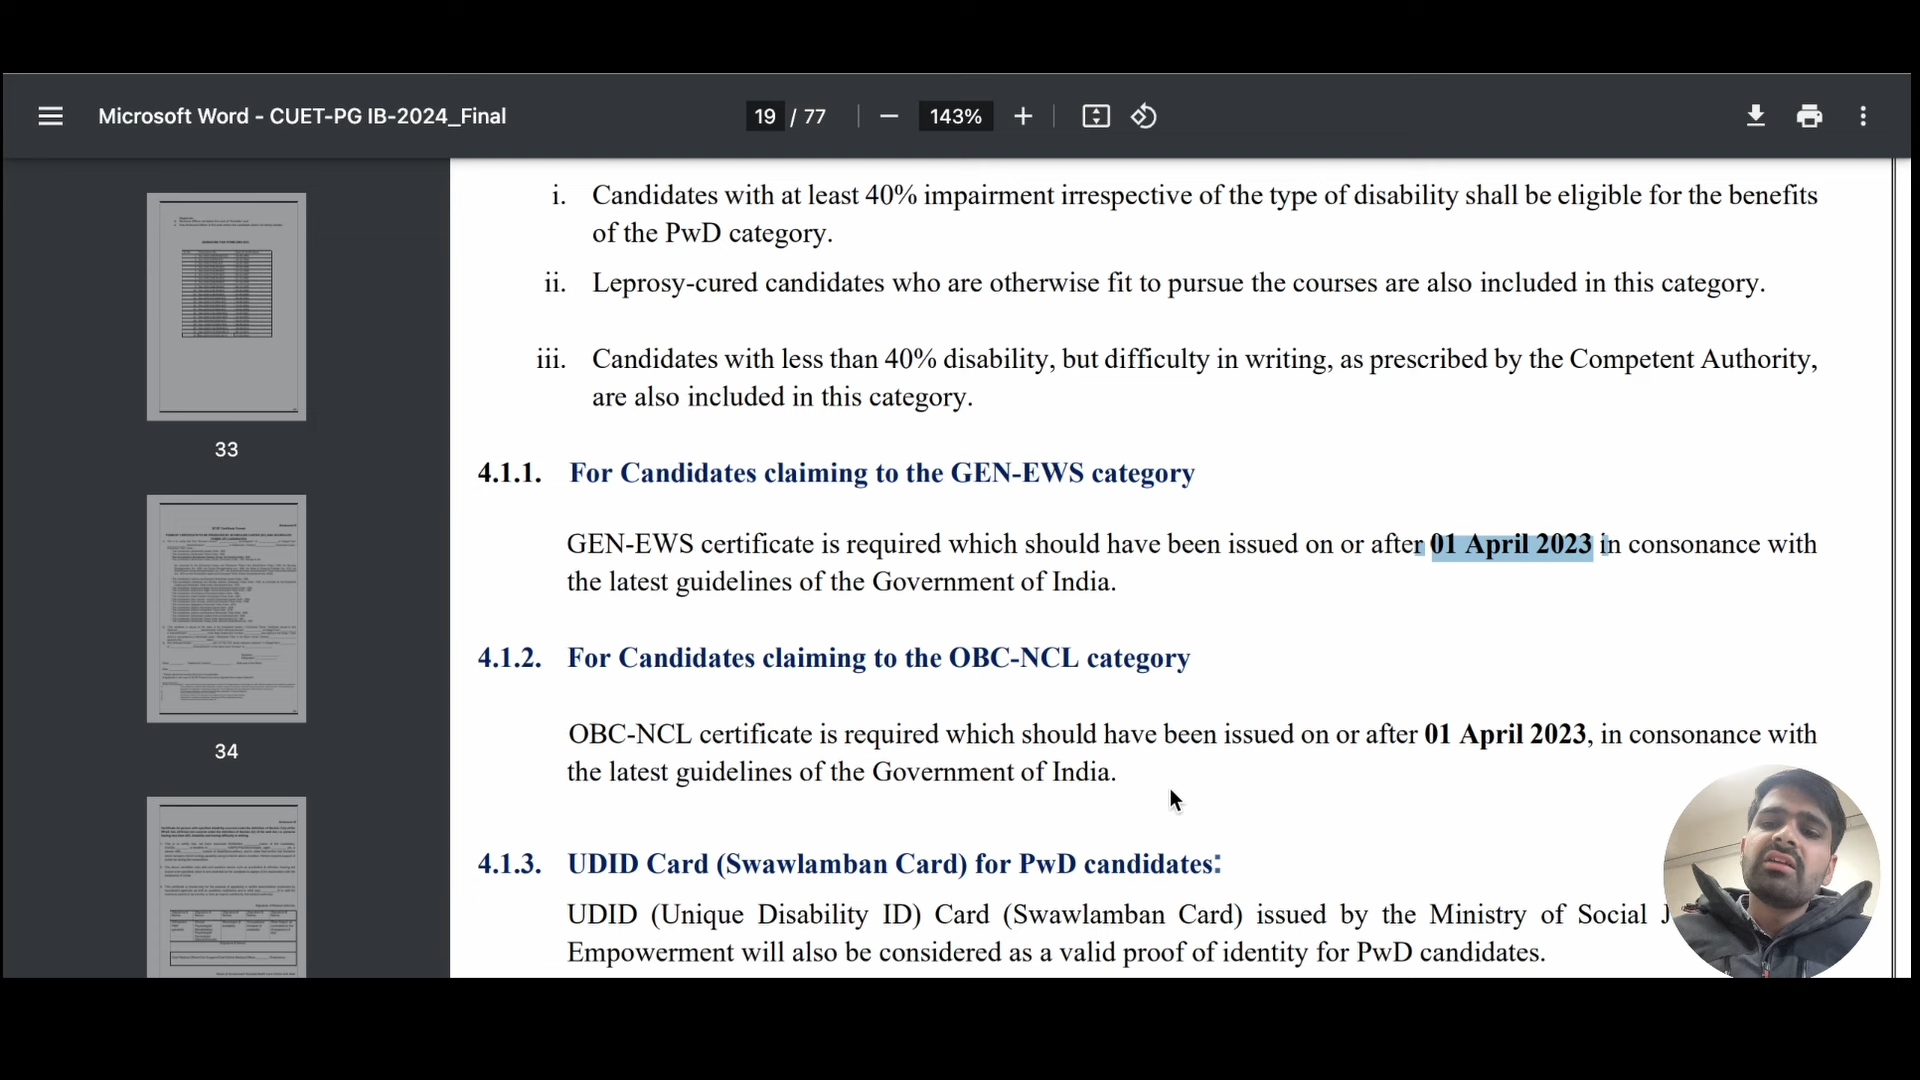 Microsoft Word - CUET-PG IB-2024_Final
19 / 77
143%
i. Candidates with at least 40% impairment irrespective of the type of disability shall be eligible for the benefits
of the PwD category.
ii. Leprosy-cured candidates who are otherwise fit to pursue the courses are also included in this category.
iii. Candidates with less than 40% disability, but difficulty in writing, as prescribed by the Competent Authority,
are also included in this category.
33
4.1.1. For Candidates claiming to the GEN-EWS category
GEN-EWS certificate is required which should have been issued on or after 01 April 2023 in consonance with
the latest guidelines of the Government of India.
4.1.2. For Candidates claiming to the OBC-NCL category
OBC-NCL certificate is required which should have been issued on or after 01 April 2023, in consonance with
the latest guidelines of the Government of India.
34
4.1.3. UDID Card (Swawlamban Card) for PwD candidates:
UDID (Unique Disability ID) Card (Swawlamban Card) issued by the Ministry of Social J
Empowerment will also be considered as a valid proof of identity for PwD candidates.